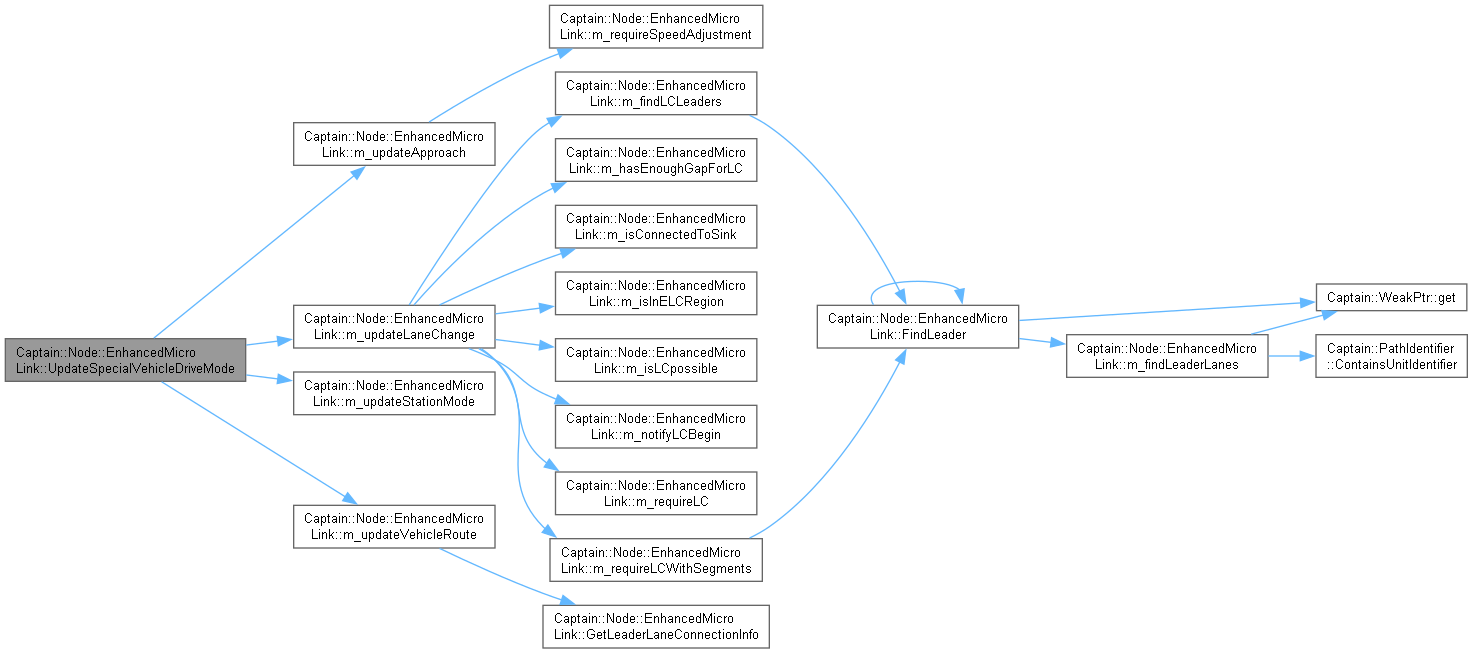 Captain::Node::EnhancedMicro
Link::UpdateSpecialVehicleDriveMode
Captain::Node::EnhancedMicro
Link::m_updateApproach
Captain::Node::EnhancedMicro
Link::m_updateLaneChange
Captain::Node::EnhancedMicro
Link::m_updateStationMode
Captain::Node::EnhancedMicro
Link::m_updateVehicleRoute
Captain::Node::EnhancedMicro
Link::m_requireSpeedAdjustment
Captain::Node::EnhancedMicro
Link::m_findLCLeaders
Captain::Node::EnhancedMicro
Link::m_hasEnoughGapForLC
Captain::Node::EnhancedMicro
Link::m_isConnectedToSink
Captain::Node::EnhancedMicro
Link::m_isInELCRegion
Captain::Node::EnhancedMicro
Link::m_isLCpossible
Captain::Node::EnhancedMicro
Link::m_notifyLCBegin
Captain::Node::EnhancedMicro
Link::m_requireLC
Captain::Node::EnhancedMicro
Link::m_requireLCWithSegments
Captain::Node::EnhancedMicro
Link::GetLeaderLaneConnectionInfo
Captain::Node::EnhancedMicro
Link::FindLeader
Captain::Node::EnhancedMicro
Link::m_findLeaderLanes
Captain::WeakPtr::get
Captain::PathIdentifier
::ContainsUnitIdentifier